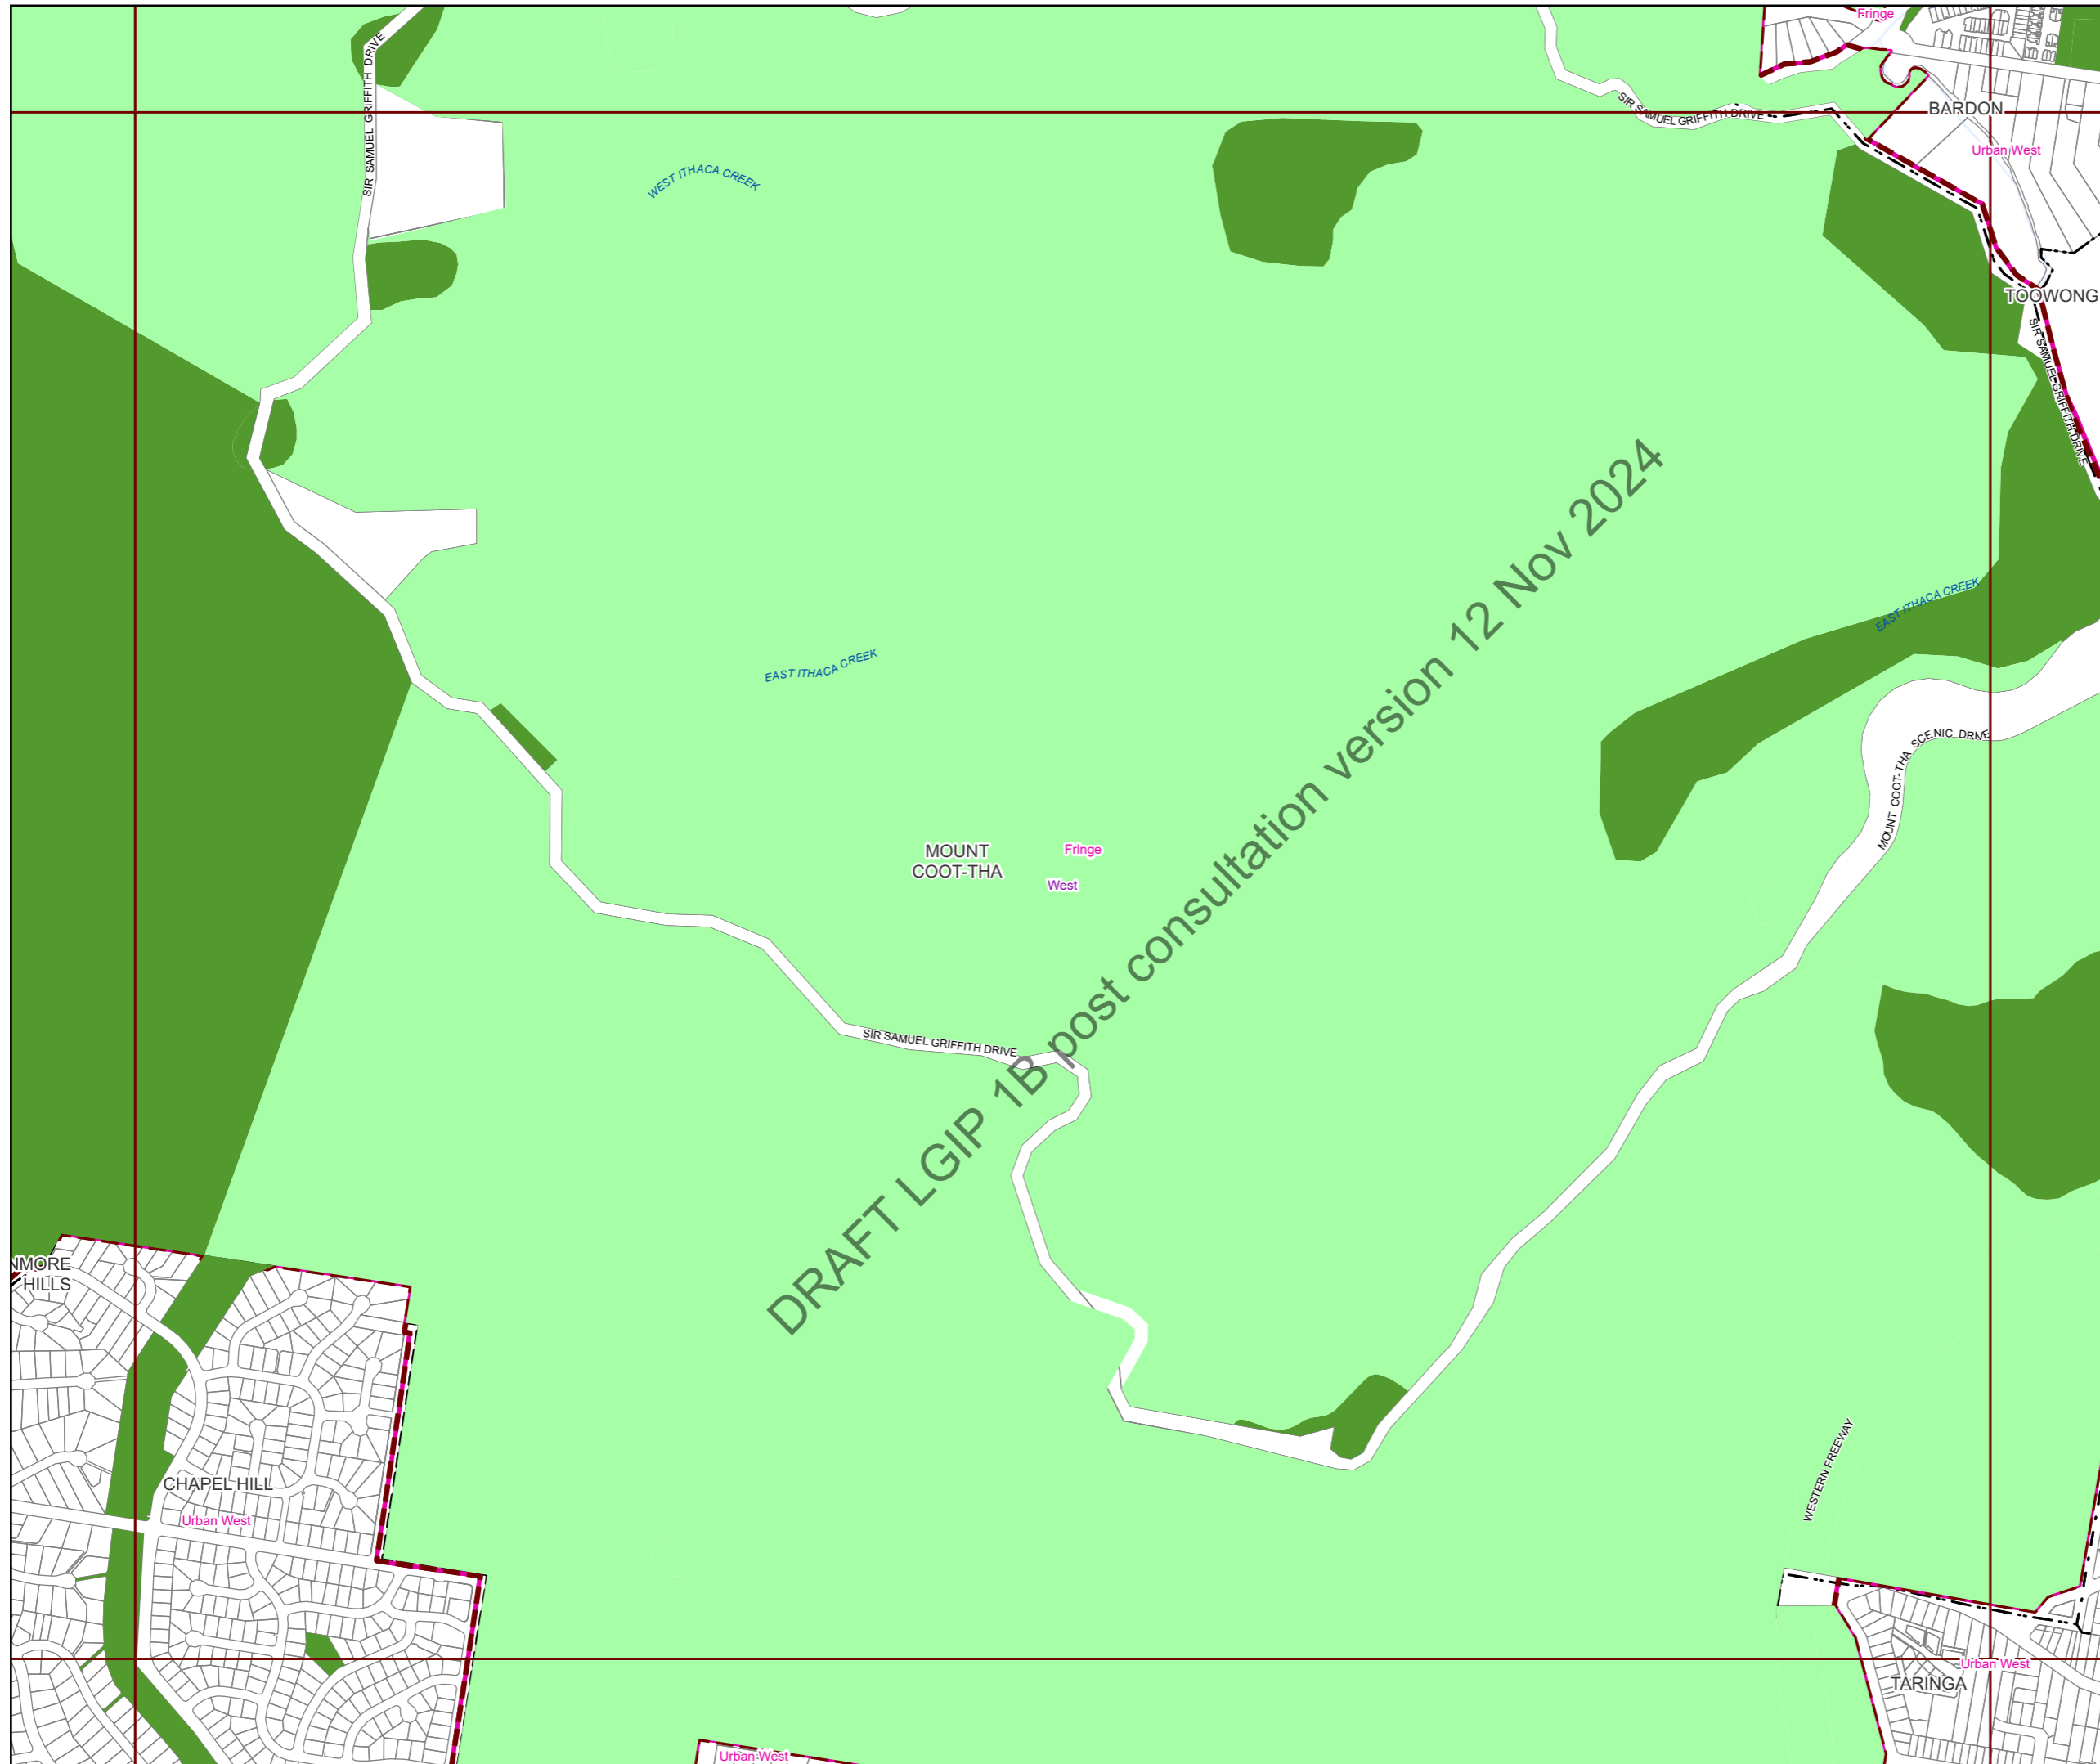 Fringe
SIR SAMUEL GRIFFITH DRIVE
SIR SAMUEL GRIFFITH DRIVE
BARDON
Urban West
WEST ITHACA CREEK
TOOWONG
SIR SAMUEL GRIFFITH DRIVE
EAST ITHACA CREEK
EAST ITHACA CREEK
MOUNT COOT-THA SCENIC DRIVE
MOUNT
COOT-THA
Fringe
West
DRAFT LGIP 1B post consultation version 12 Nov 2024
SIR SAMUEL GRIFFITH DRIVE
NMORE
HILLS
CHAPEL HILL
Urban West
WESTERN FREEWAY
Urban West
TARINGA
Urban West